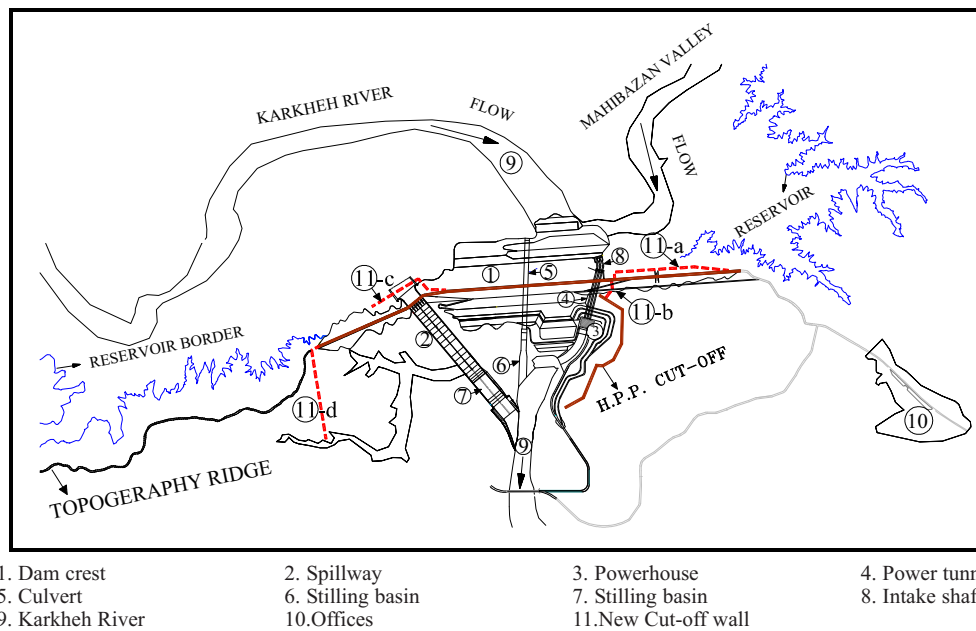 KARKHEH RIVER
FLOW
MAHIBAZAN VALLEY
FLOW
9
RESERVOIR
11-a
8
11-c
1
5
4
11-b
RESERVOIR BORDER
2
3
6
H.P.P. CUT-OFF
7
11-d
10
9
TOPOGERAPHY RIDGE
1. Dam crest 2. Spillway 3. Powerhouse 4. Power tunn
5. Culvert 6. Stilling basin 7. Stilling basin 8. Intake shaf
9. Karkheh River 10.Offices 11.New Cut-off wall